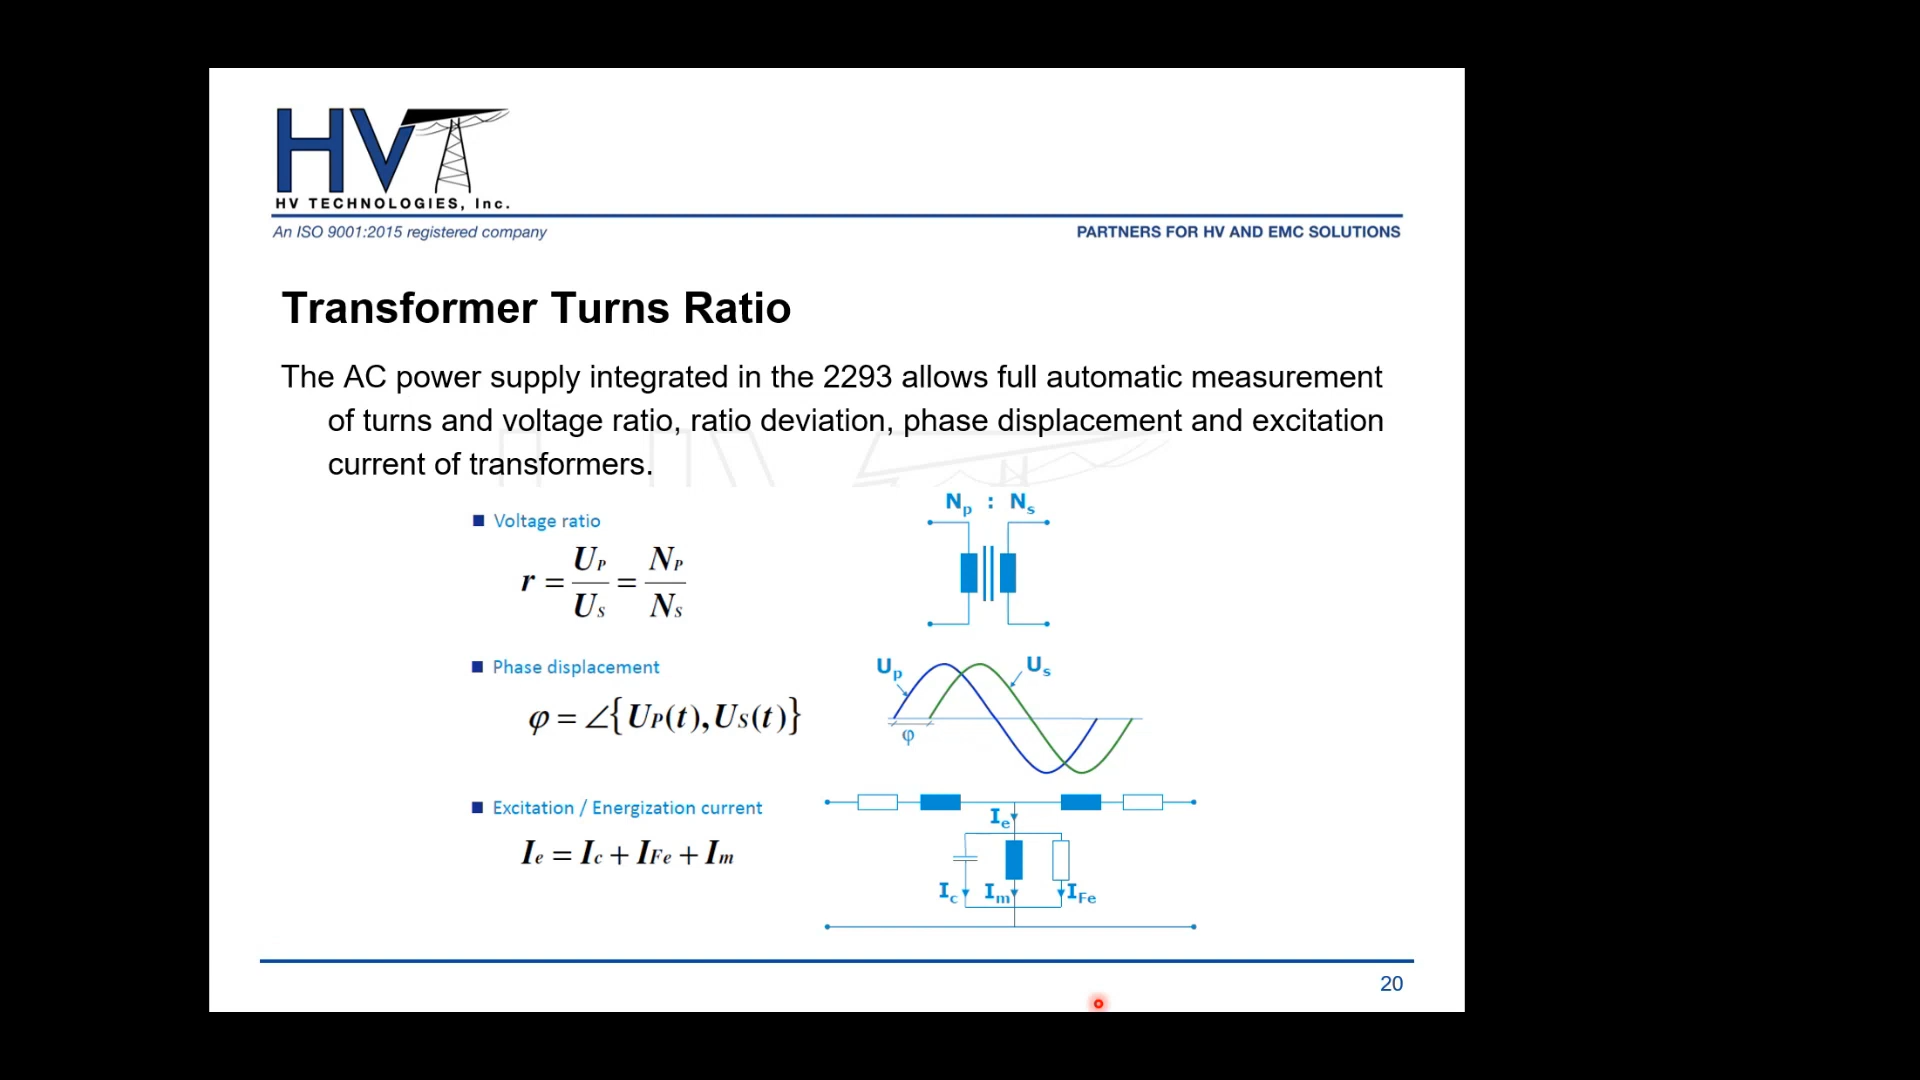 HVT
HV TECHNOLOGIES, Inc.
An ISO 9001:2015 registered company
PARTNERS FOR HV AND EMC SOLUTIONS
Transformer Turns Ratio
The AC power supply integrated in the 2293 allows full automatic measurement
of turns and voltage ratio, ratio deviation, phase displacement and excitation
current of transformers.
Voltage ratio
r = UP/US = NP/NS
Np : Ns
Phase displacement
φ = ∠{UP(t), US(t)}
Up
Us
φ
Excitation / Energization current
Ie = Ic + IFe + Im
Ie
Ic
Im
IFe
20